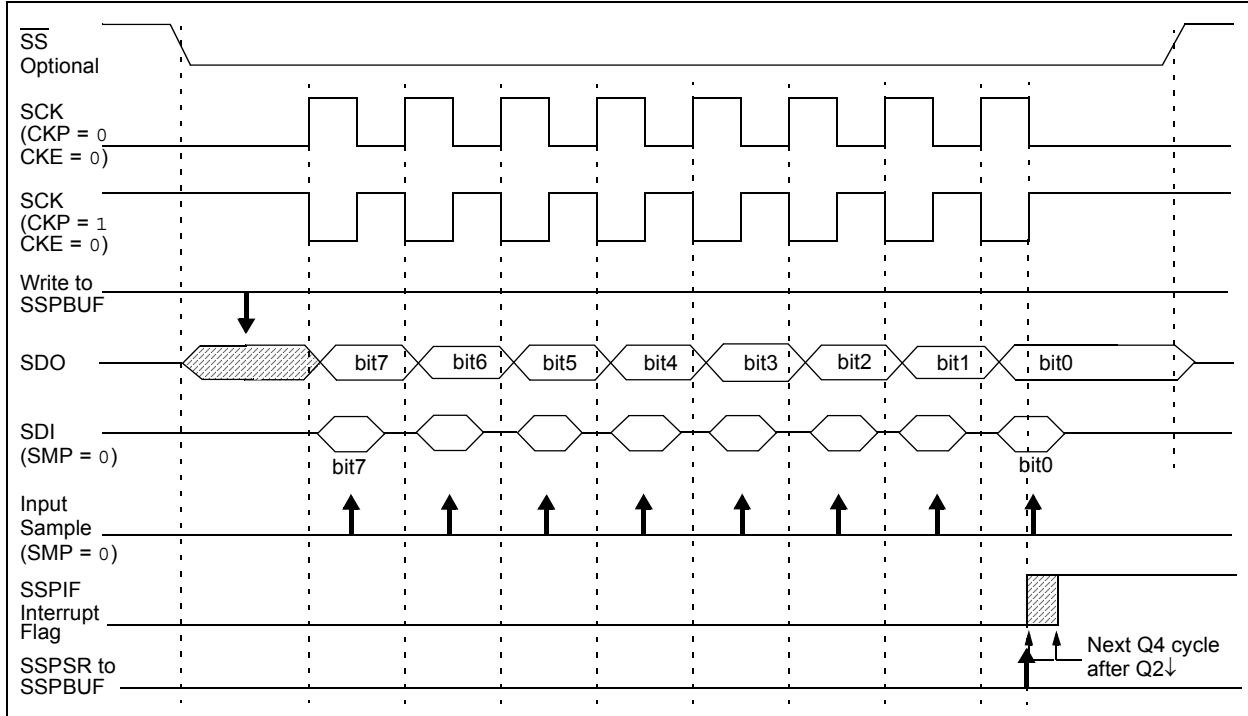 SS
Optional
SCK
(CKP = 0
CKE = 0)
SCK
(CKP = 1
CKE = 0)
Write to
SSPBUF
SDO
bit7
bit6
bit5
bit4
bit3
bit2
bit1
bit0
SDI
(SMP = 0)
bit7
bit0
Input
Sample
(SMP = 0)
SSPIF
Interrupt
Flag
SSPSR to
SSPBUF
Next Q4 cycle
after Q2↓